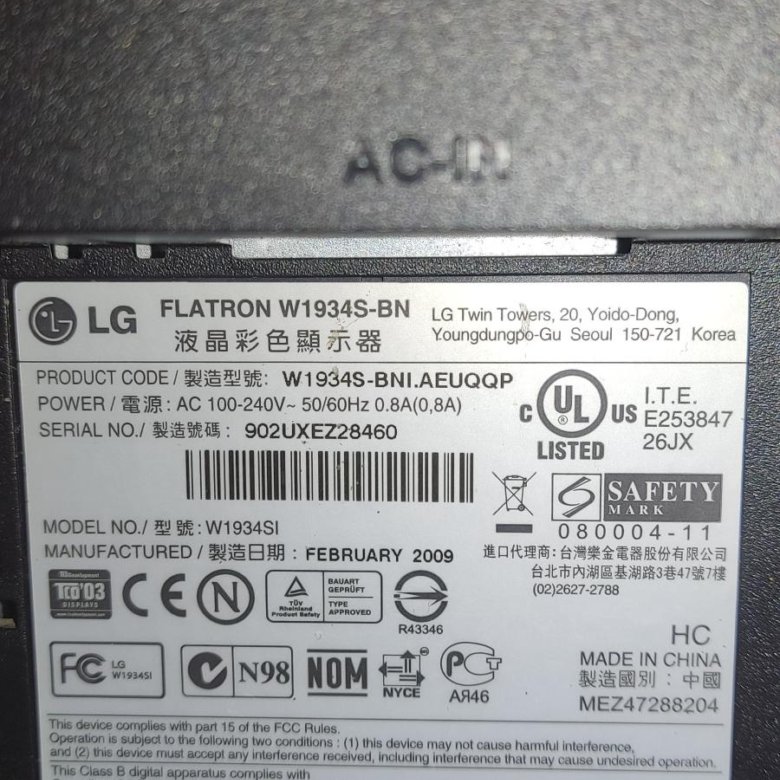 AC-IN
LG FLATRON W1934S-BN
液晶彩色顯示器
LG Twin Towers, 20, Yoido-Dong,
Youngdungpo-Gu Seoul 150-721 Korea
PRODUCT CODE / 製造型號: W1934S-BNI.AEUQQP
POWER / 電源: AC 100-240V~ 50/60Hz 0.8A(0,8A)
SERIAL NO./ 製造號碼: 902UXEZ28460
C UL US
®
LISTED
I.T.E.
E253847
26JX
SAFETY
MARK
080004-11
MODEL NO./ 型號: W1934SI
MANUFACTURED / 製造日期: FEBRUARY 2009
進口代理商: 台灣樂金電器股份有限公司
台北市內湖區基湖路3巷47號7樓
(02)2627-2788
TCO'03
DISPLAYS
CE
N
TÜV
Rheinland
Product Safety
BAUART
GEPRÜFT
TYPE
APPROVED
R43346
FC LG
W1934SI
N98
NOM
NYCE
PCT
АЯ46
HC
MADE IN CHINA
製造國別: 中國
MEZ47288204
This device complies with part 15 of the FCC Rules.
Operation is subject to the following two conditions : (1) this device may not cause harmful interference,
and (2) this device must accept any interference received, including interference that may cause undesired operation.
This Class B digital apparatus complies with